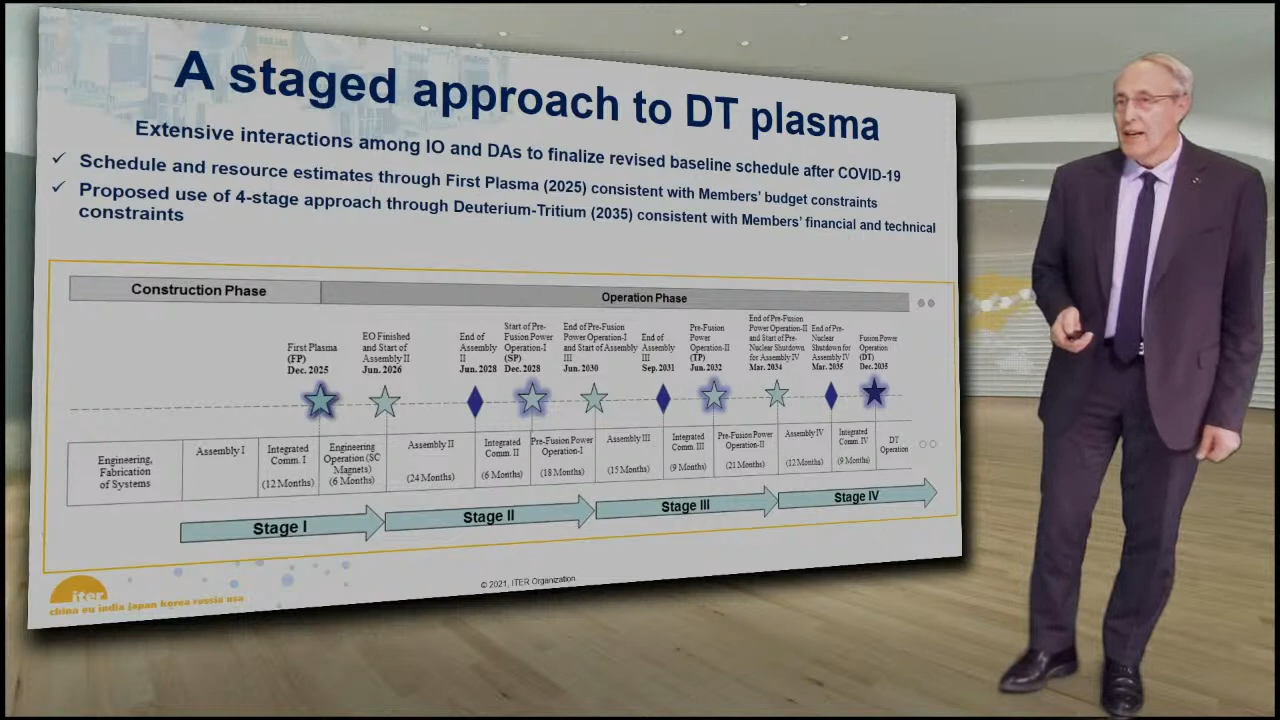 A staged approach to DT plasma
Extensive interactions among IO and DAs to finalize revised baseline schedule after COVID-19
✓ Schedule and resource estimates through First Plasma (2025) consistent with Members' budget constraints
✓ Proposed use of 4-stage approach through Deuterium-Tritium (2035) consistent with Members' financial and technical
constraints
Construction Phase
Operation Phase
First Plasma
(FP)
Dec. 2025
EO Finished
and Start of
Assembly II
Jun. 2026
End of
Assembly
II
Jun. 2028
Start of Pre-
Fusion Power
Operation-I
(SP)
Dec. 2028
End of Pre-Fusion
Power Operation-I
and Start of Assembly
III
Jun. 2030
End of
Assembly
III
Sep. 2031
Pre-Fusion
Power
Operation-II
(TP)
Jun. 2032
End of Pre-Fusion
Power Operation-II
and Start of Pre-
Nuclear Shutdown
for Assembly IV
Mar. 2034
End of Pre-
Nuclear
Shutdown for
Assembly IV
Mar. 2035
Fusion Power
Operation
(DT)
Dec. 2035
Engineering,
Fabrication
of Systems
Assembly I
Integrated
Comm. I
(12 Months)
Engineering
Operation (SC
Magnets)
(6 Months)
Assembly II
(24 Months)
Integrated
Comm. II
(6 Months)
Pre-Fusion Power
Operation-I
(18 Months)
Assembly III
(15 Months)
Integrated
Comm. III
(9 Months)
Pre-Fusion Power
Operation-II
(21 Months)
Assembly IV
(12 Months)
Integrated
Comm. IV
(9 Months)
DT
Operation
Stage I
Stage II
Stage III
Stage IV
iter
china eu india japan korea russia usa
© 2021, ITER Organization